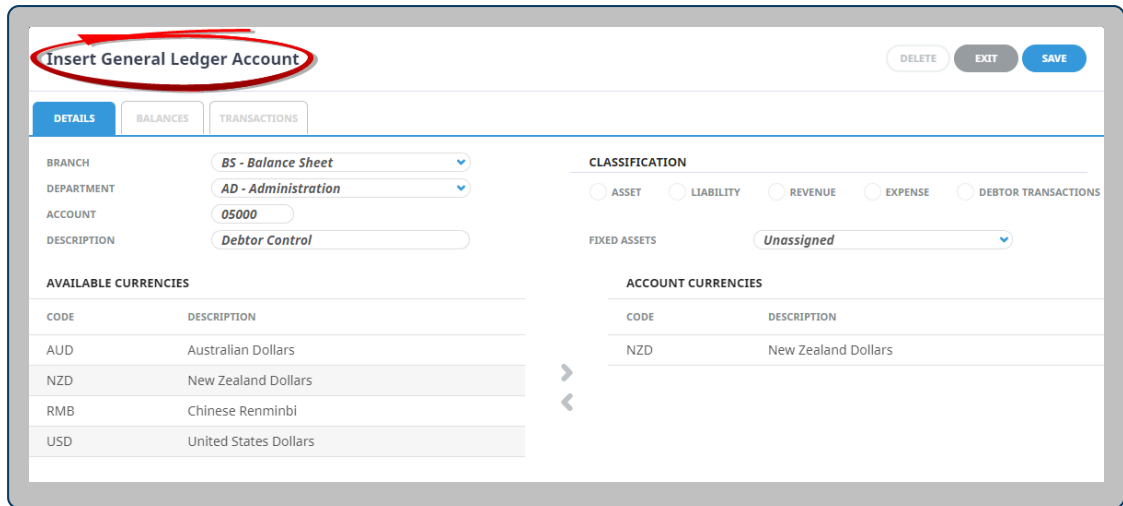 Insert General Ledger Account
DELETE EXIT SAVE
DETAILS BALANCES TRANSACTIONS
BRANCH BS - Balance Sheet
DEPARTMENT AD - Administration
ACCOUNT 05000
DESCRIPTION Debtor Control
CLASSIFICATION
ASSET LIABILITY REVENUE EXPENSE DEBTOR TRANSACTIONS
FIXED ASSETS Unassigned
AVAILABLE CURRENCIES
CODE DESCRIPTION
AUD Australian Dollars
NZD New Zealand Dollars
RMB Chinese Renminbi
USD United States Dollars
ACCOUNT CURRENCIES
CODE DESCRIPTION
NZD New Zealand Dollars